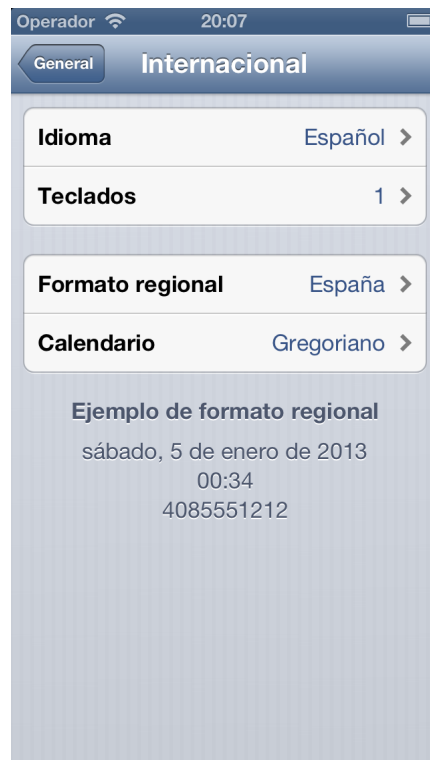 Operador 20:07
General Internacional
Idioma Español
Teclados 1
Formato regional España
Calendario Gregoriano
Ejemplo de formato regional
sábado, 5 de enero de 2013
00:34
4085551212